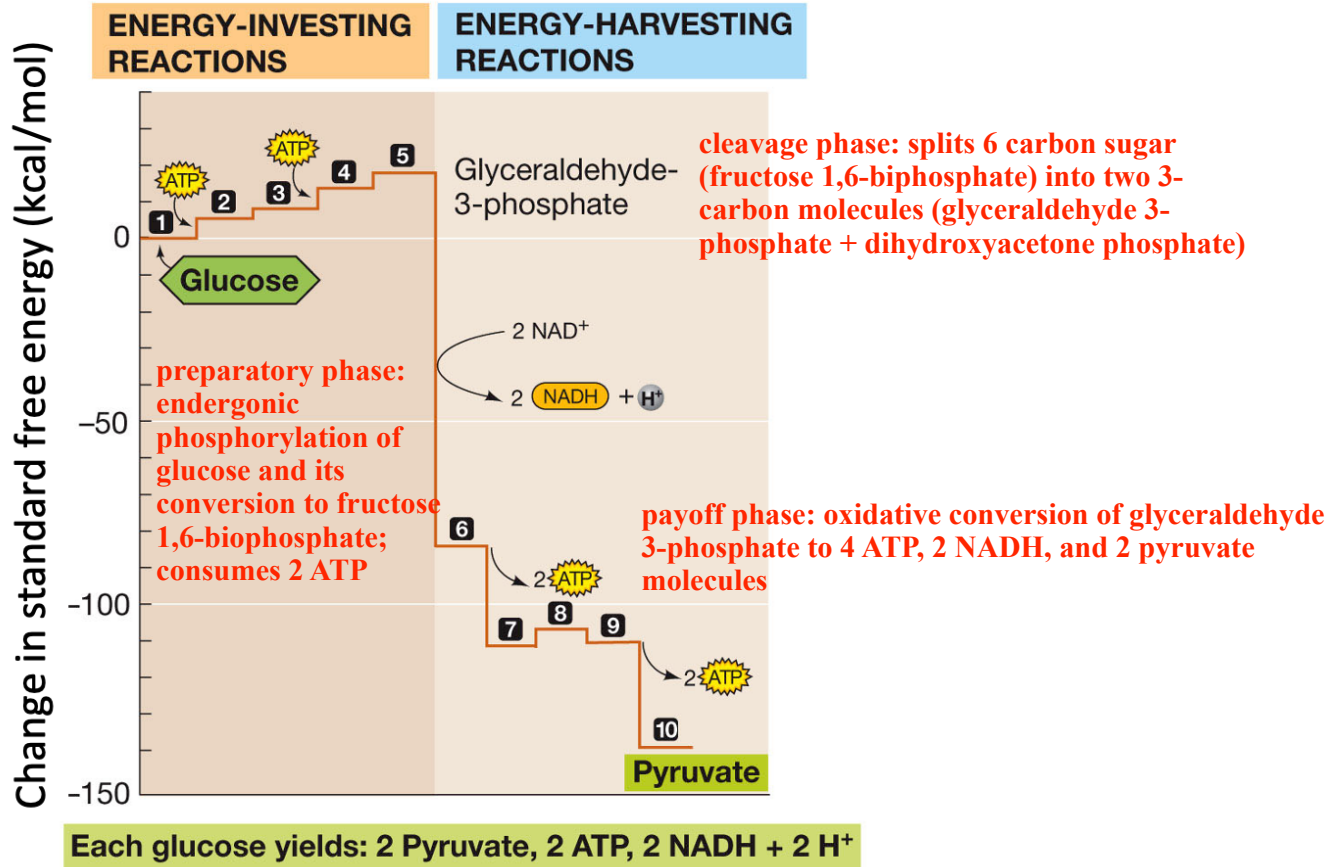 Change in standard free energy (kcal/mol)
ENERGY-INVESTING
REACTIONS
ENERGY-HARVESTING
REACTIONS
ATP
ATP
1
2
3
4
5
0
Glucose
Glyceraldehyde-
3-phosphate
cleavage phase: splits 6 carbon sugar
(fructose 1,6-biphosphate) into two 3-
carbon molecules (glyceraldehyde 3-
phosphate + dihydroxyacetone phosphate)
2 NAD⁺
2 NADH + H⁺
preparatory phase:
endergonic
phosphorylation of
glucose and its
conversion to fructose
1,6-biophosphate;
consumes 2 ATP
–50
payoff phase: oxidative conversion of glyceraldehyde
3-phosphate to 4 ATP, 2 NADH, and 2 pyruvate
molecules
6
2 ATP
–100
7
8
9
2 ATP
10
Pyruvate
–150
Each glucose yields: 2 Pyruvate, 2 ATP, 2 NADH + 2 H⁺